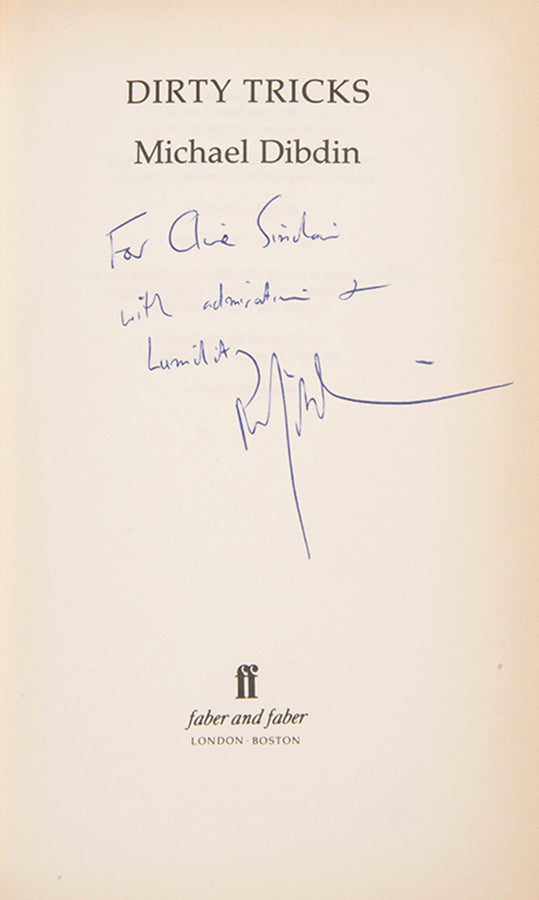 DIRTY TRICKS
Michael Dibdin
For Clive Sinclair
with admiration &
humility
ff
faber and faber
LONDON · BOSTON